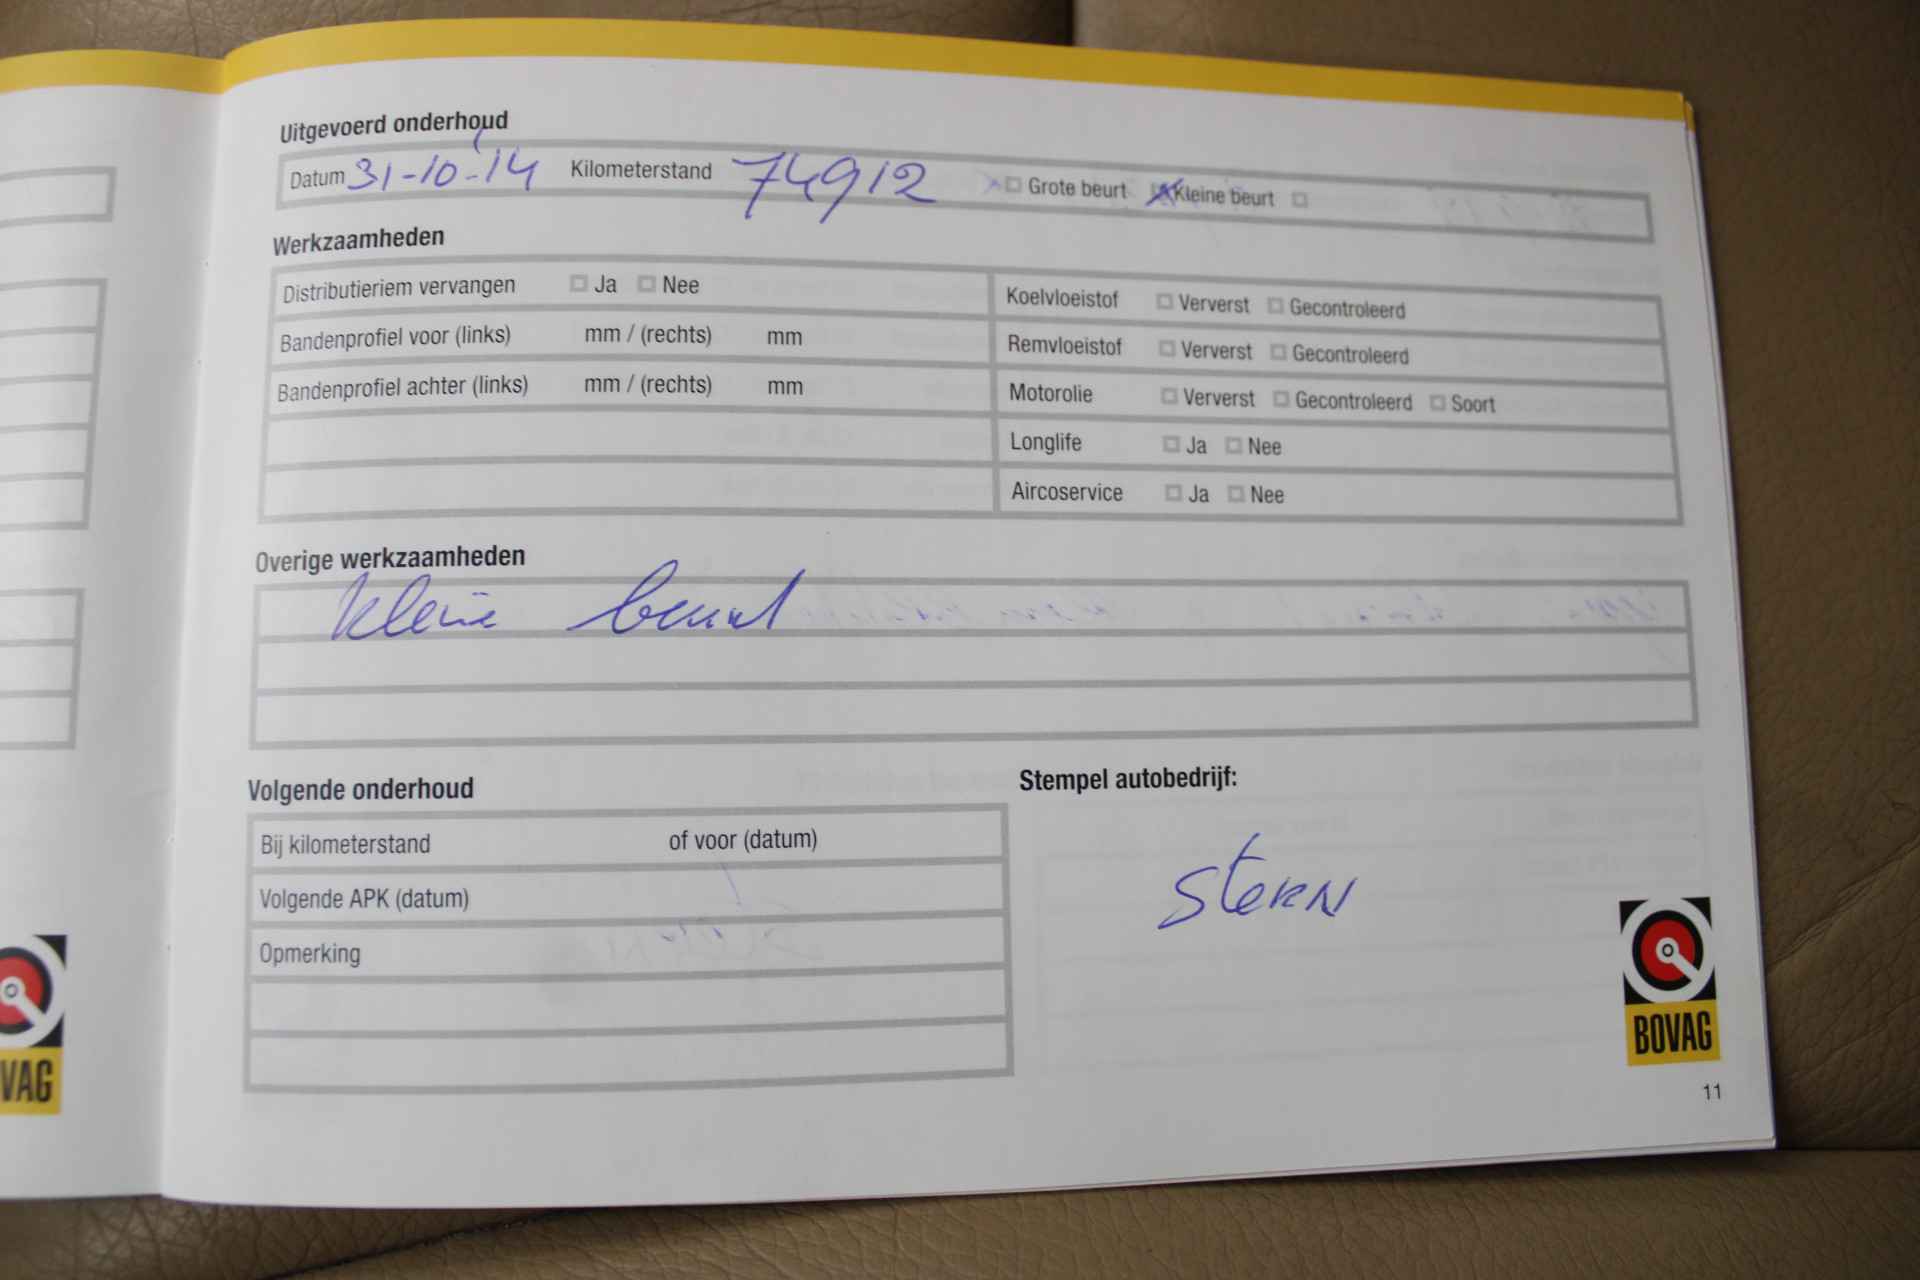 Uitgevoerd onderhoud
Datum 31-10-'14 Kilometerstand 74912 Grote beurt Kleine beurt
Werkzaamheden
Distributieriem vervangen Ja Nee
Bandenprofiel voor (links) mm / (rechts) mm
Bandenprofiel achter (links) mm / (rechts) mm
Koelvloeistof Ververst Gecontroleerd
Remvloeistof Ververst Gecontroleerd
Motorolie Ververst Gecontroleerd Soort
Longlife Ja Nee
Aircoservice Ja Nee
Overige werkzaamheden
kleine beurt
Volgende onderhoud
Bij kilometerstand of voor (datum)
Volgende APK (datum)
Opmerking
Stempel autobedrijf:
STERN
BOVAG
11
VAG